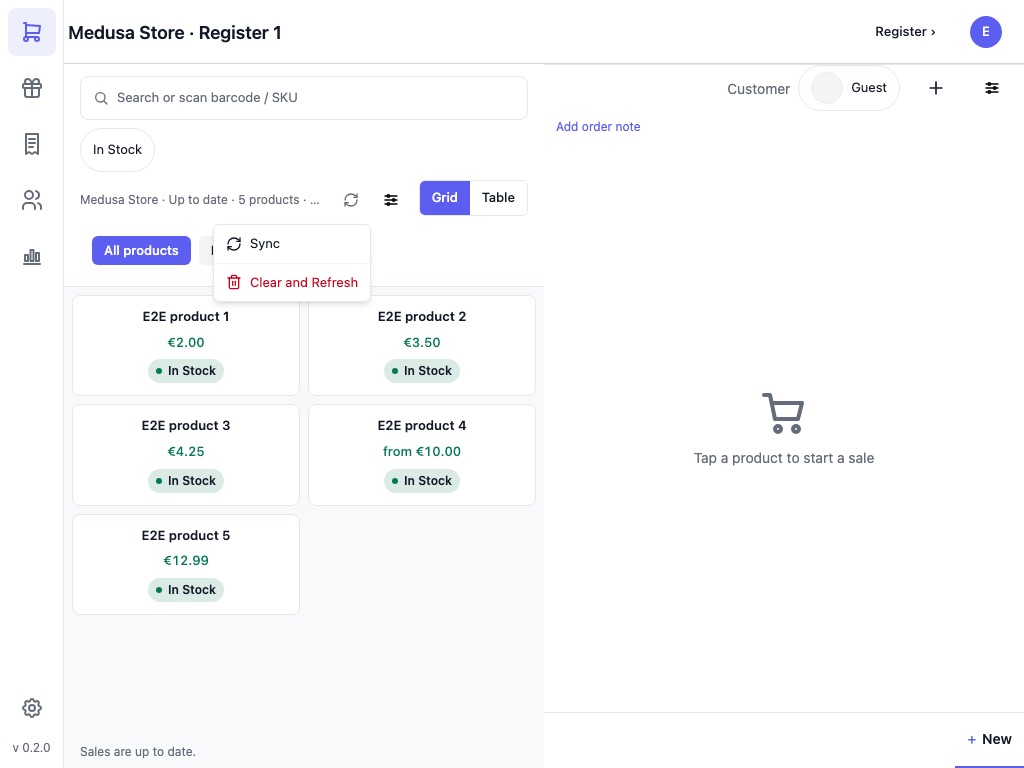 Medusa Store · Register 1
Register ›
E
Search or scan barcode / SKU
In Stock
Medusa Store · Up to date · 5 products · ...
Grid
Table
All products
Sync
Clear and Refresh
E2E product 1
€2.00
In Stock
E2E product 2
€3.50
In Stock
E2E product 3
€4.25
In Stock
E2E product 4
from €10.00
In Stock
E2E product 5
€12.99
In Stock
Sales are up to date.
v 0.2.0
Customer
Guest
Add order note
Tap a product to start a sale
+ New